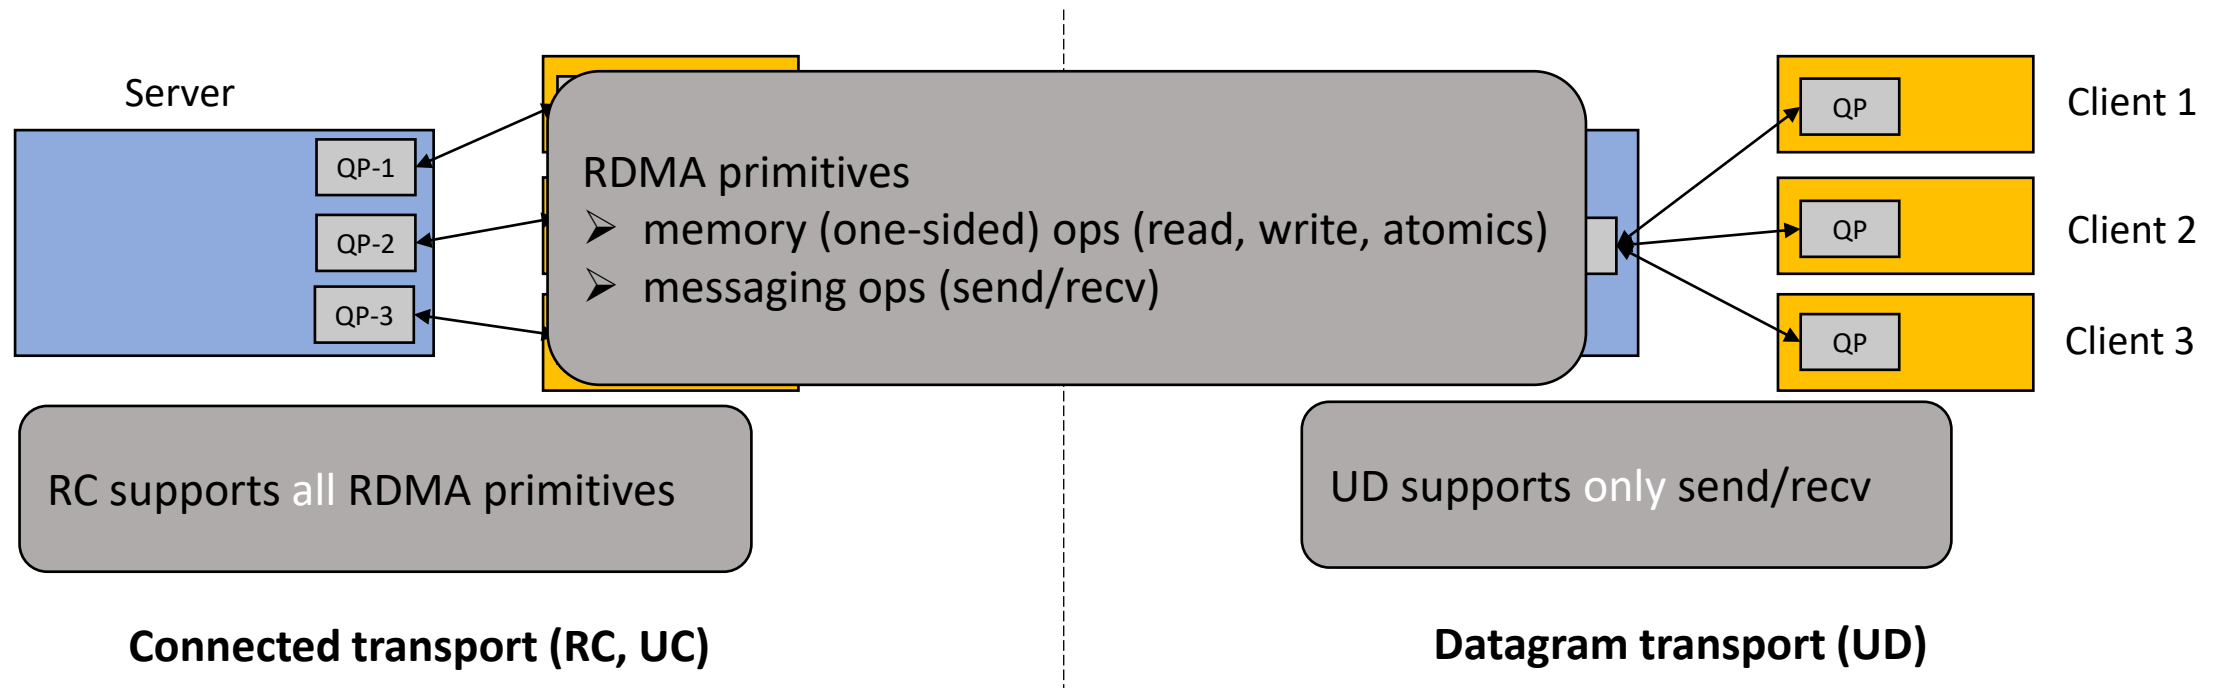 Server
QP-1
QP-2
QP-3
RDMA primitives
➢ memory (one-sided) ops (read, write, atomics)
➢ messaging ops (send/recv)
QP
Client 1
QP
Client 2
QP
Client 3
RC supports all RDMA primitives
UD supports only send/recv
Connected transport (RC, UC)
Datagram transport (UD)